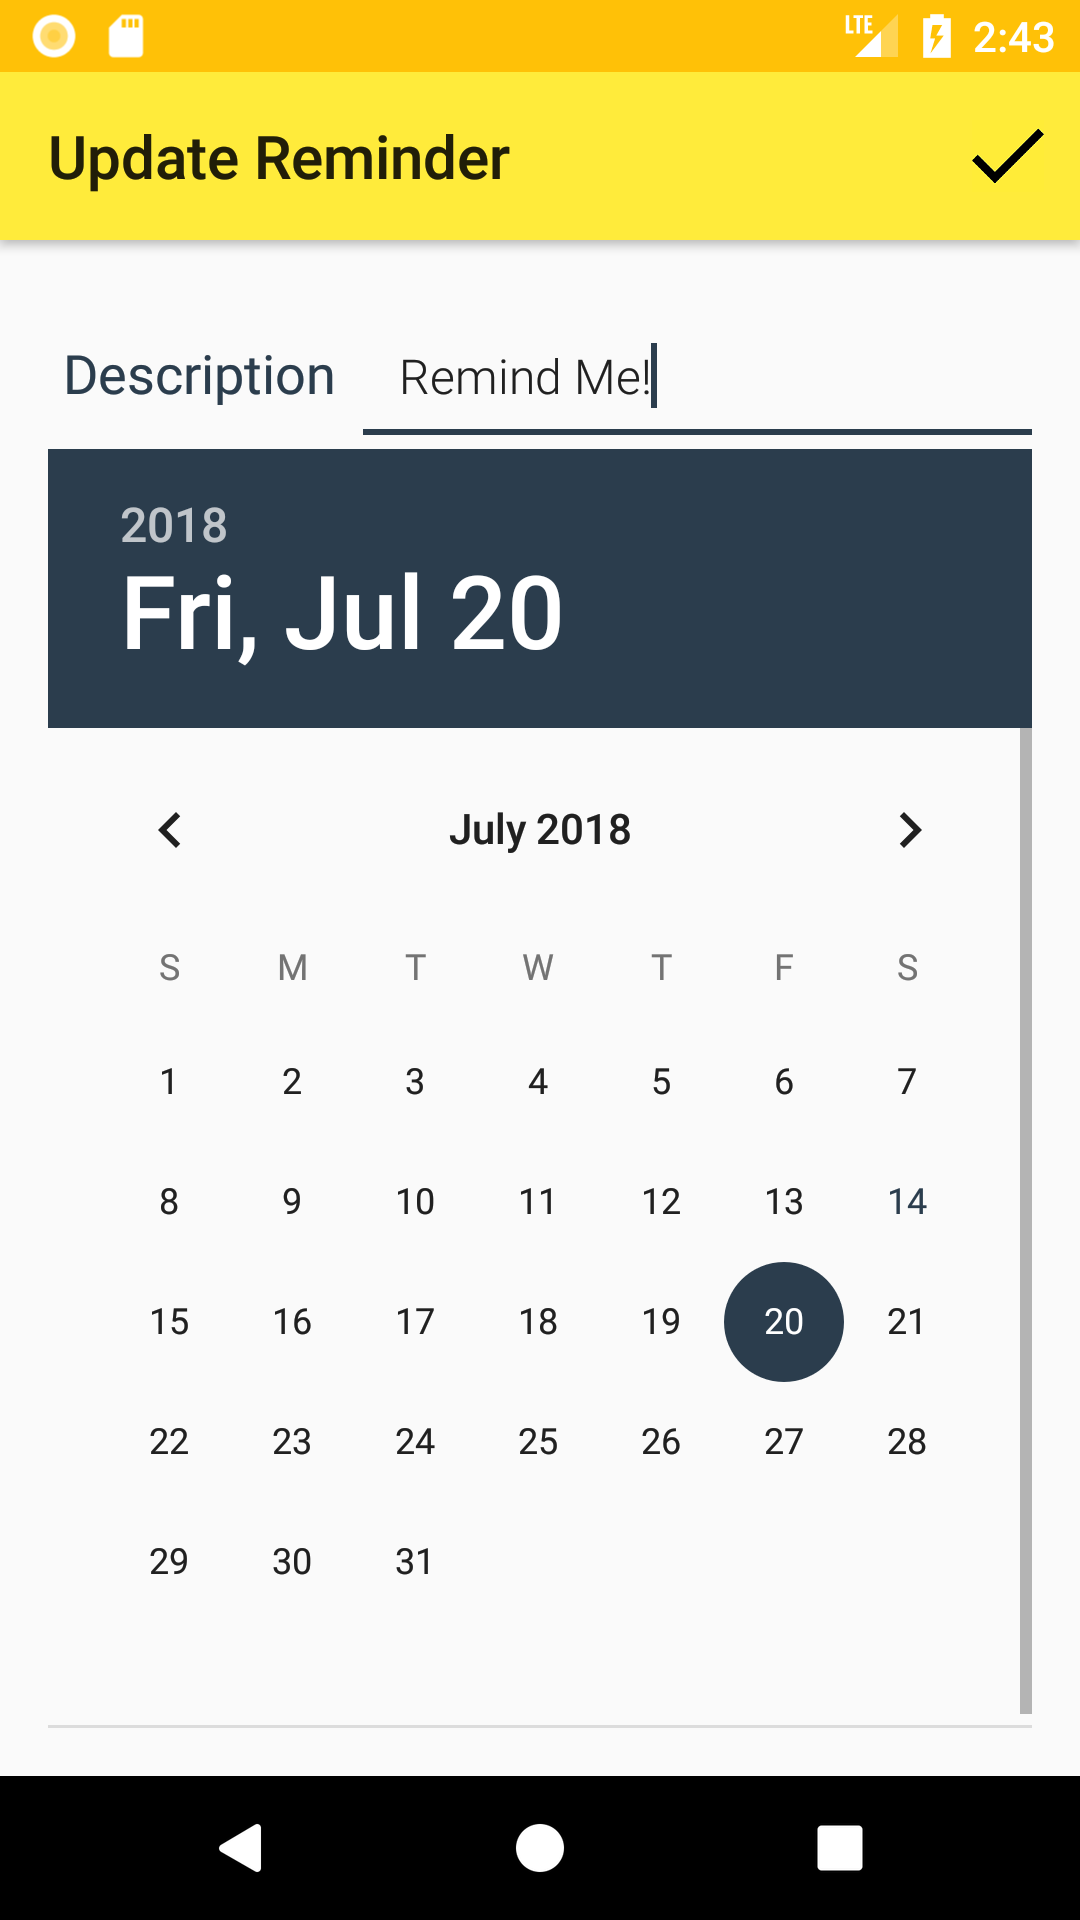 LTE 2:43
Update Reminder
Description Remind Me!
2018
Fri, Jul 20
July 2018
S M T W T F S
1 2 3 4 5 6 7
8 9 10 11 12 13 14
15 16 17 18 19 20 21
22 23 24 25 26 27 28
29 30 31